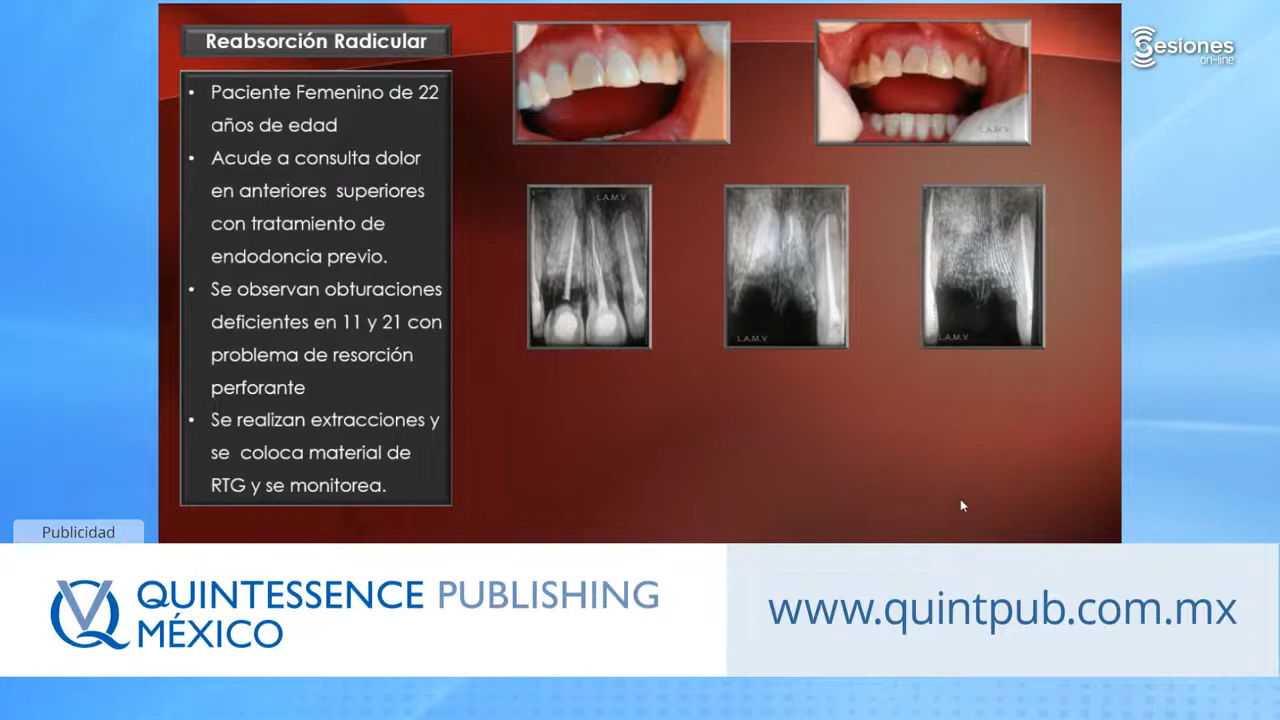 Reabsorción Radicular
Sesiones
on-line
• Paciente Femenino de 22
años de edad
• Acude a consulta dolor
en anteriores superiores
con tratamiento de
endodoncia previo.
• Se observan obturaciones
deficientes en 11 y 21 con
problema de resorción
perforante
• Se realizan extracciones y
se coloca material de
RTG y se monitorea.
L.A.M.V
L.A.M.V
L.A.M.V
L.A.M.V
Publicidad
QUINTESSENCE PUBLISHING
MÉXICO
www.quintpub.com.mx